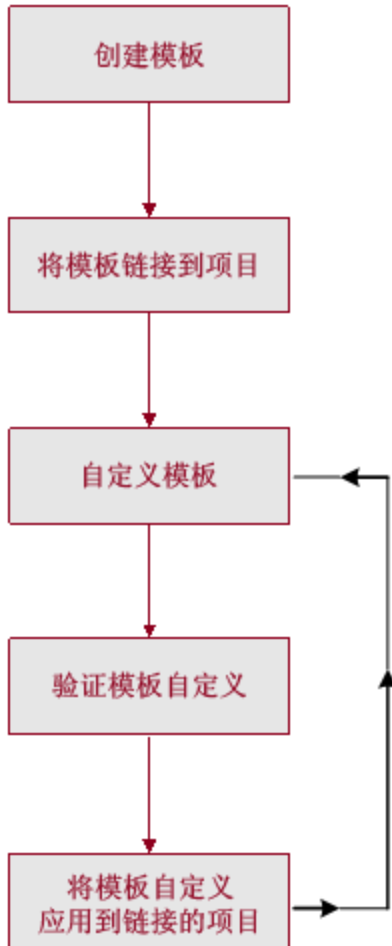 创建模板
将模板链接到项目
自定义模板
验证模板自定义
将模板自定义
应用到链接的项目